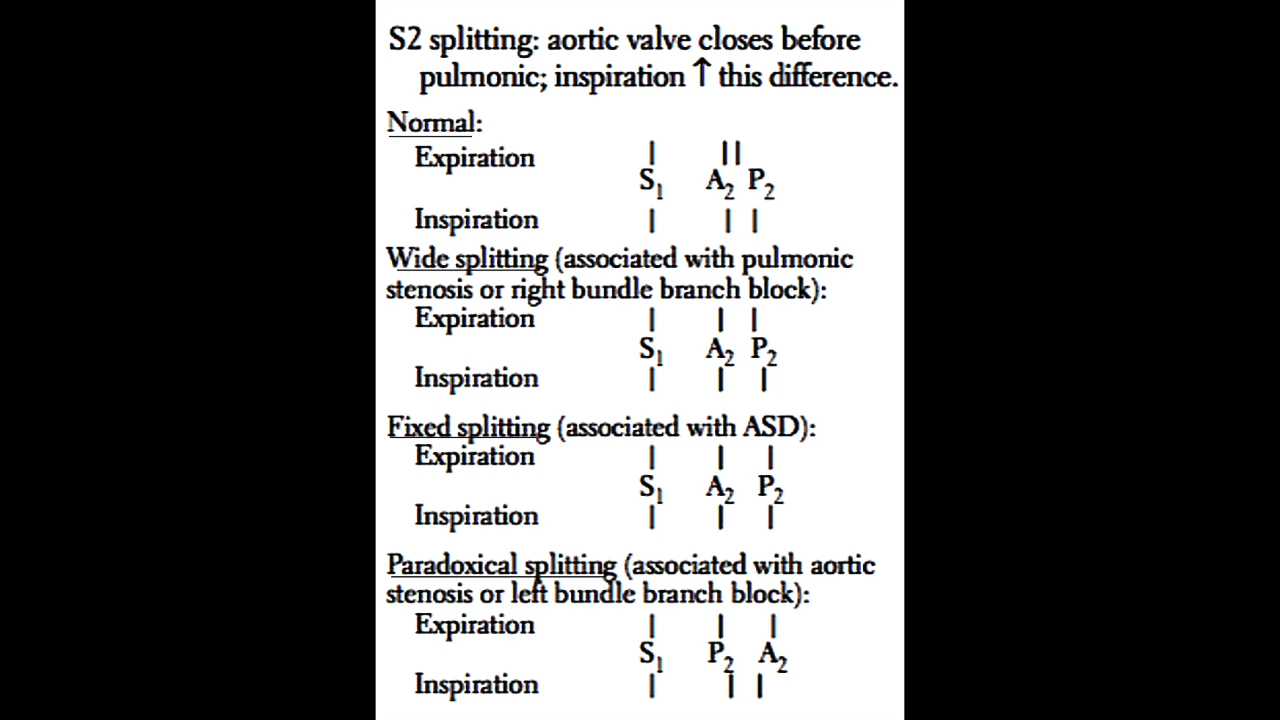 S2 splitting: aortic valve closes before
pulmonic; inspiration ↑ this difference.
Normal:
Expiration
S₁ A₂ P₂
Inspiration
Wide splitting (associated with pulmonic
stenosis or right bundle branch block):
Expiration
S₁ A₂ P₂
Inspiration
Fixed splitting (associated with ASD):
Expiration
S₁ A₂ P₂
Inspiration
Paradoxical splitting (associated with aortic
stenosis or left bundle branch block):
Expiration
S₁ P₂ A₂
Inspiration